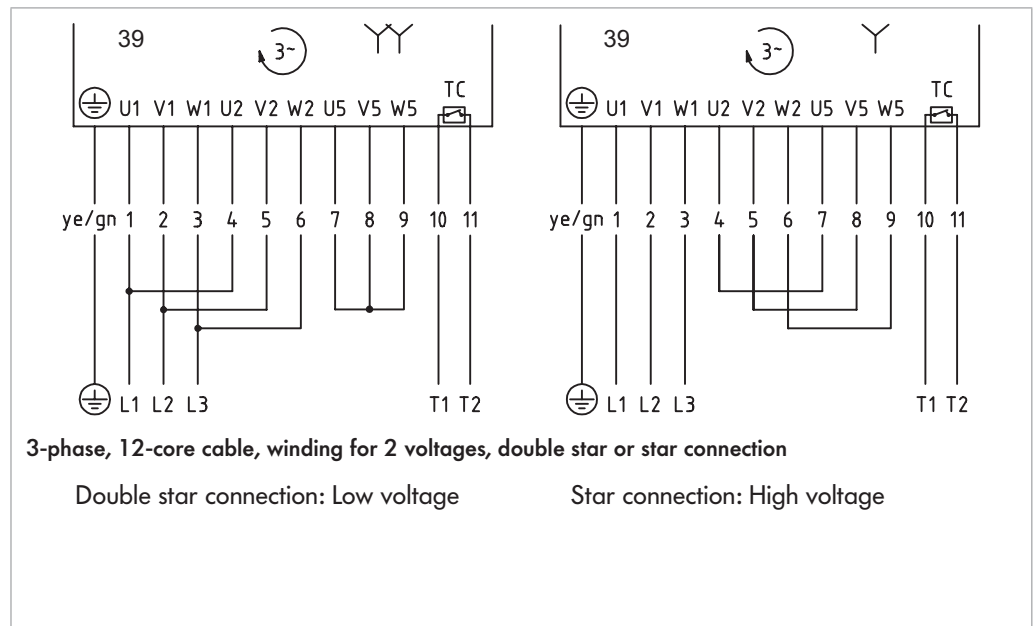 39 3~ 39 3~
TC TC
U1 V1 W1 U2 V2 W2 U5 V5 W5 U1 V1 W1 U2 V2 W2 U5 V5 W5
ye/gn 1 2 3 4 5 6 7 8 9 10 11 ye/gn 1 2 3 4 5 6 7 8 9 10 11
L1 L2 L3 T1 T2 L1 L2 L3 T1 T2
3-phase, 12-core cable, winding for 2 voltages, double star or star connection
Double star connection: Low voltage Star connection: High voltage